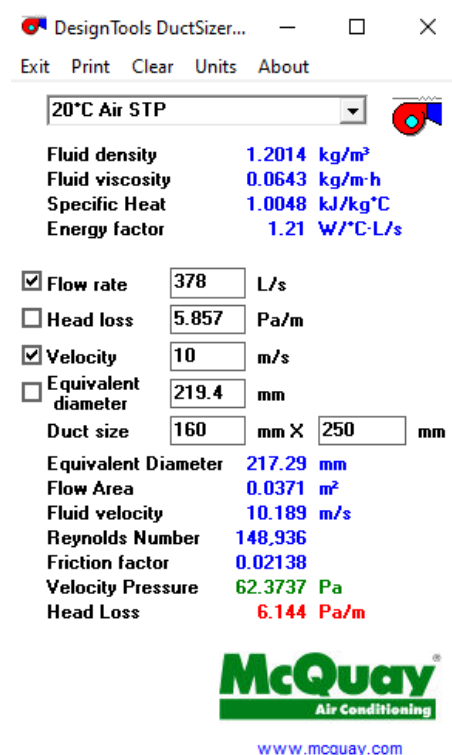 DesignTools DuctSizer...
Exit Print Clear Units About
20°C Air STP
Fluid density 1.2014 kg/m³
Fluid viscosity 0.0643 kg/m·h
Specific Heat 1.0048 kJ/kg°C
Energy factor 1.21 W/°C·L/s
Flow rate 378 L/s
Head loss 5.857 Pa/m
Velocity 10 m/s
Equivalent diameter 219.4 mm
Duct size 160 mm X 250 mm
Equivalent Diameter 217.29 mm
Flow Area 0.0371 m²
Fluid velocity 10.189 m/s
Reynolds Number 148,936
Friction factor 0.02138
Velocity Pressure 62.3737 Pa
Head Loss 6.144 Pa/m
McQuay®
Air Conditioning
www.mcquay.com